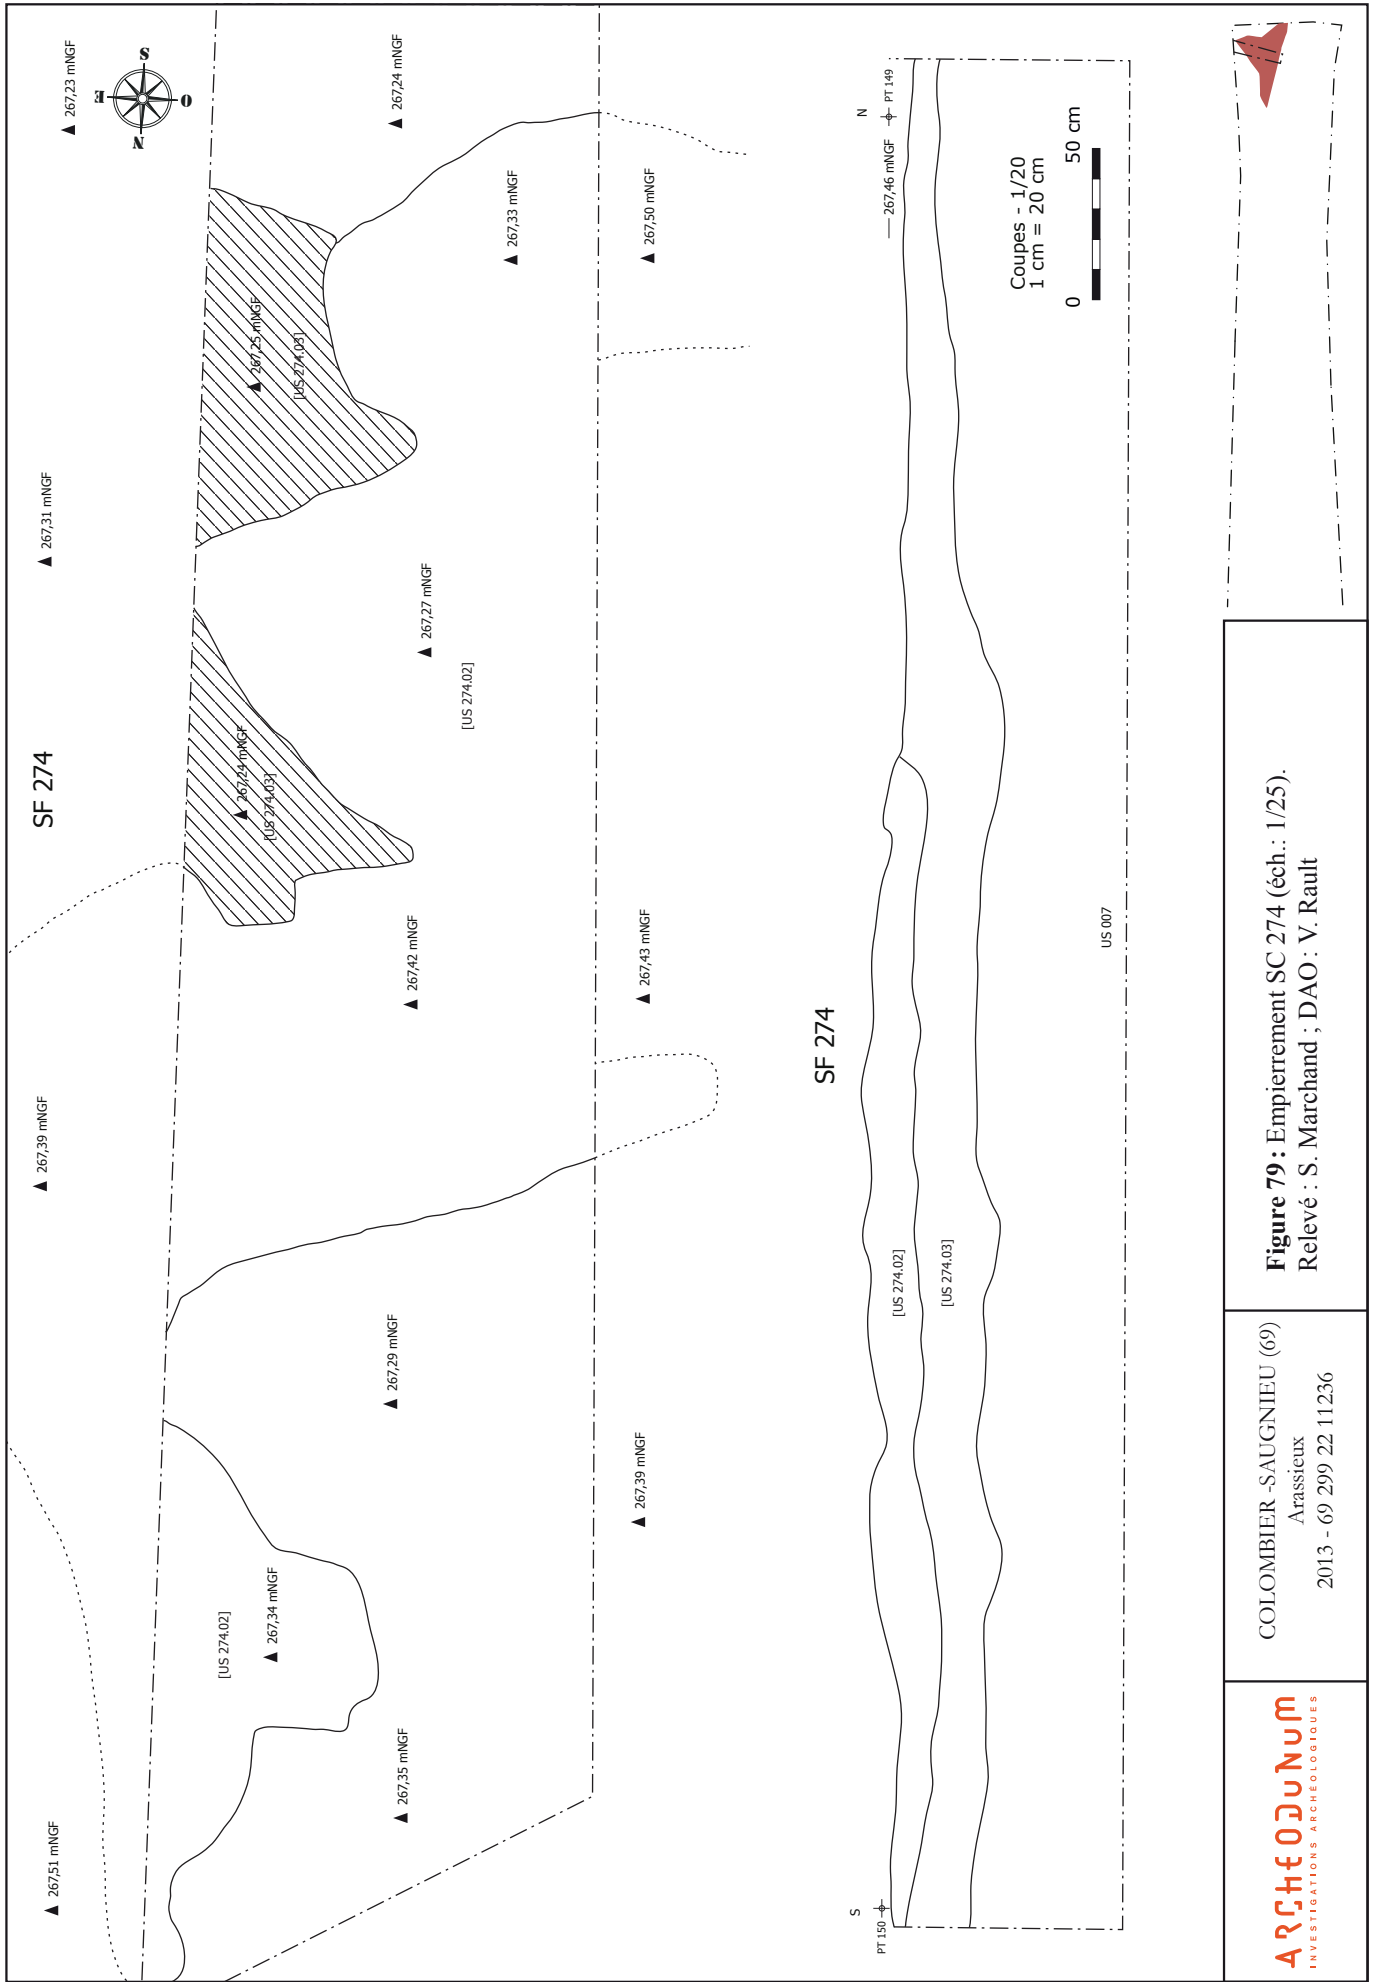 SF 274
267,51 mNGF
267,39 mNGF
267,31 mNGF
267,23 mNGF
N
E
S
O
[US 274.02]
267,34 mNGF
267,24 mNGF
[US 274.03]
267,25 mNGF
[US 274.03]
267,35 mNGF
267,29 mNGF
267,42 mNGF
267,27 mNGF
267,24 mNGF
[US 274.02]
267,33 mNGF
267,39 mNGF
267,43 mNGF
267,50 mNGF
SF 274
S
PT 150
N
PT 149
267,46 mNGF
[US 274.02]
[US 274.03]
Coupes - 1/20
1 cm = 20 cm
0 50 cm
US 007
ARCHEODUNUM
INVESTIGATIONS ARCHÉOLOGIQUES
COLOMBIER -SAUGNIEU (69)
Arassieux
2013 - 69 299 22 11236
Figure 79 : Empierrement SC 274 (éch.: 1/25).
Relevé : S. Marchand ; DAO : V. Rault